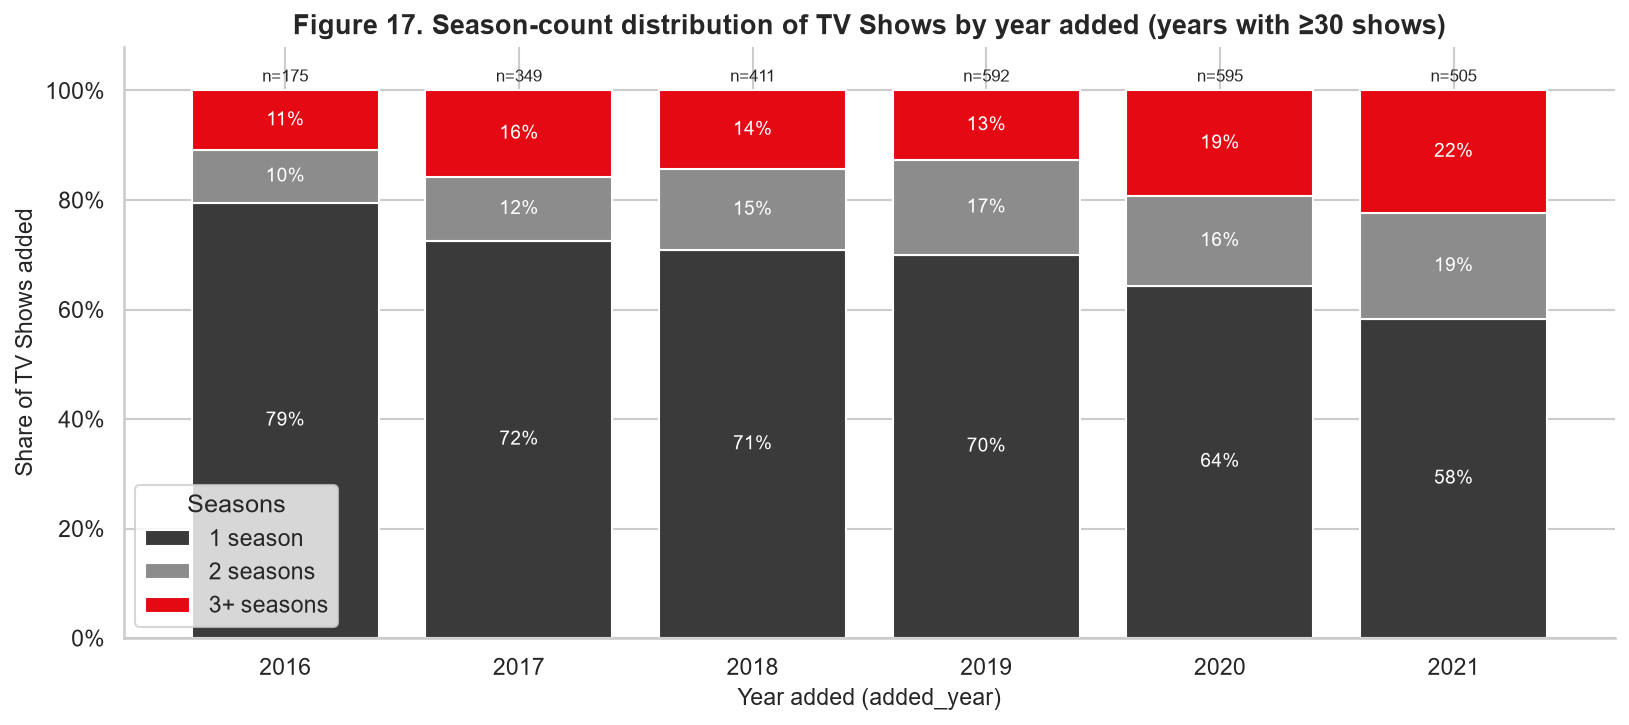 Figure 17. Season-count distribution of TV Shows by year added (years with ≥30 shows)
n=175 n=349 n=411 n=592 n=595 n=505
100%
80%
60%
40%
20%
0%
Share of TV Shows added
11% 16% 14% 13% 19% 22%
10% 12% 15% 17% 16% 19%
79% 72% 71% 70% 64% 58%
Seasons
1 season
2 seasons
3+ seasons
2016 2017 2018 2019 2020 2021
Year added (added_year)